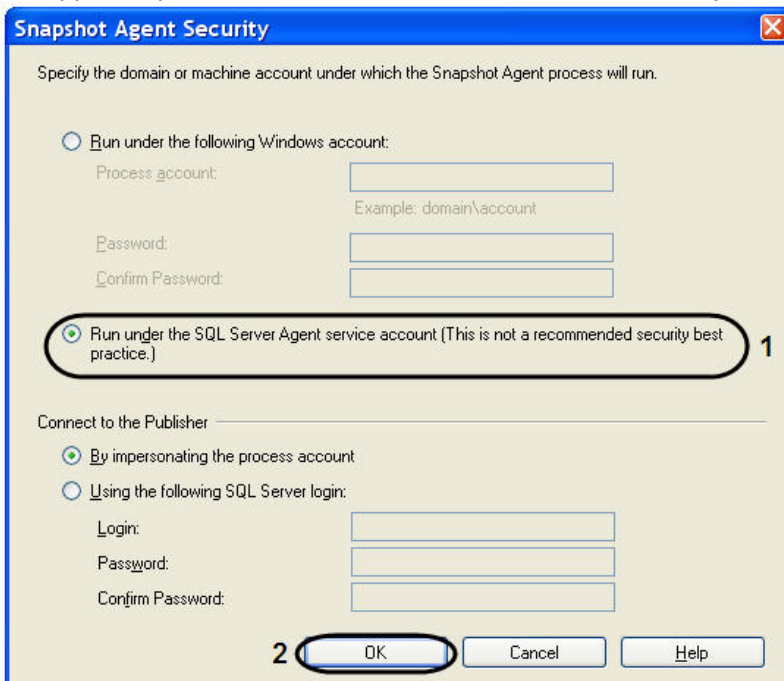 Snapshot Agent Security
Specify the domain or machine account under which the Snapshot Agent process will run.
Run under the following Windows account:
Process account:
Example: domain\account
Password:
Confirm Password:
Run under the SQL Server Agent service account (This is not a recommended security best
practice.)
1
Connect to the Publisher
By impersonating the process account
Using the following SQL Server login:
Login:
Password:
Confirm Password:
2 OK Cancel Help